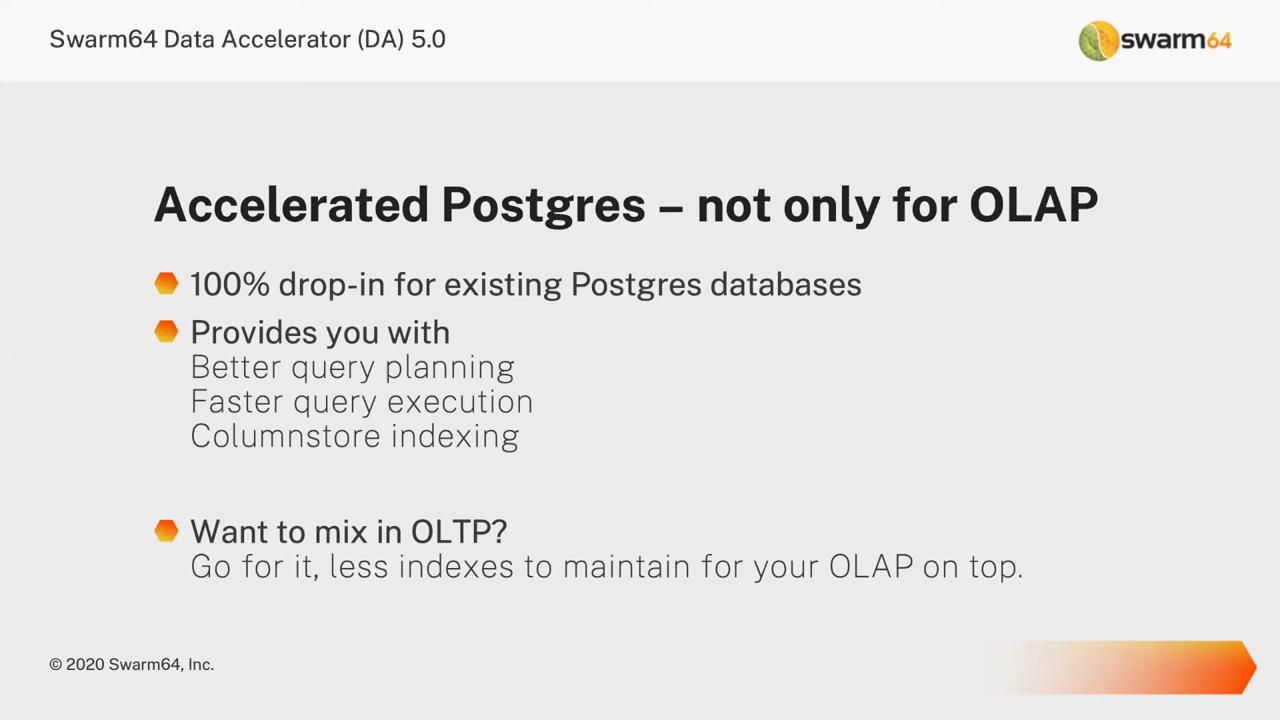 Swarm64 Data Accelerator (DA) 5.0
swarm64
Accelerated Postgres – not only for OLAP
100% drop-in for existing Postgres databases
Provides you with
Better query planning
Faster query execution
Columnstore indexing
Want to mix in OLTP?
Go for it, less indexes to maintain for your OLAP on top.
© 2020 Swarm64, Inc.